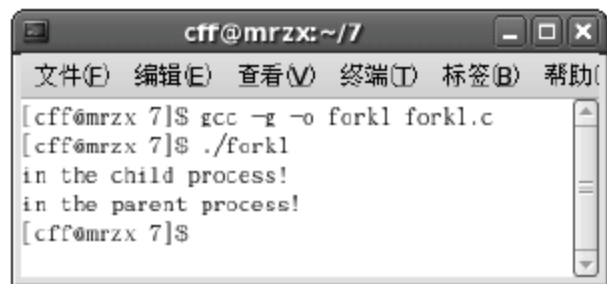 cff@mrzx:~/7
文件(F) 编辑(E) 查看(V) 终端(T) 标签(B) 帮助(
[cff@mrzx 7]$ gcc -g -o fork1 fork1.c
[cff@mrzx 7]$ ./fork1
in the child process!
in the parent process!
[cff@mrzx 7]$